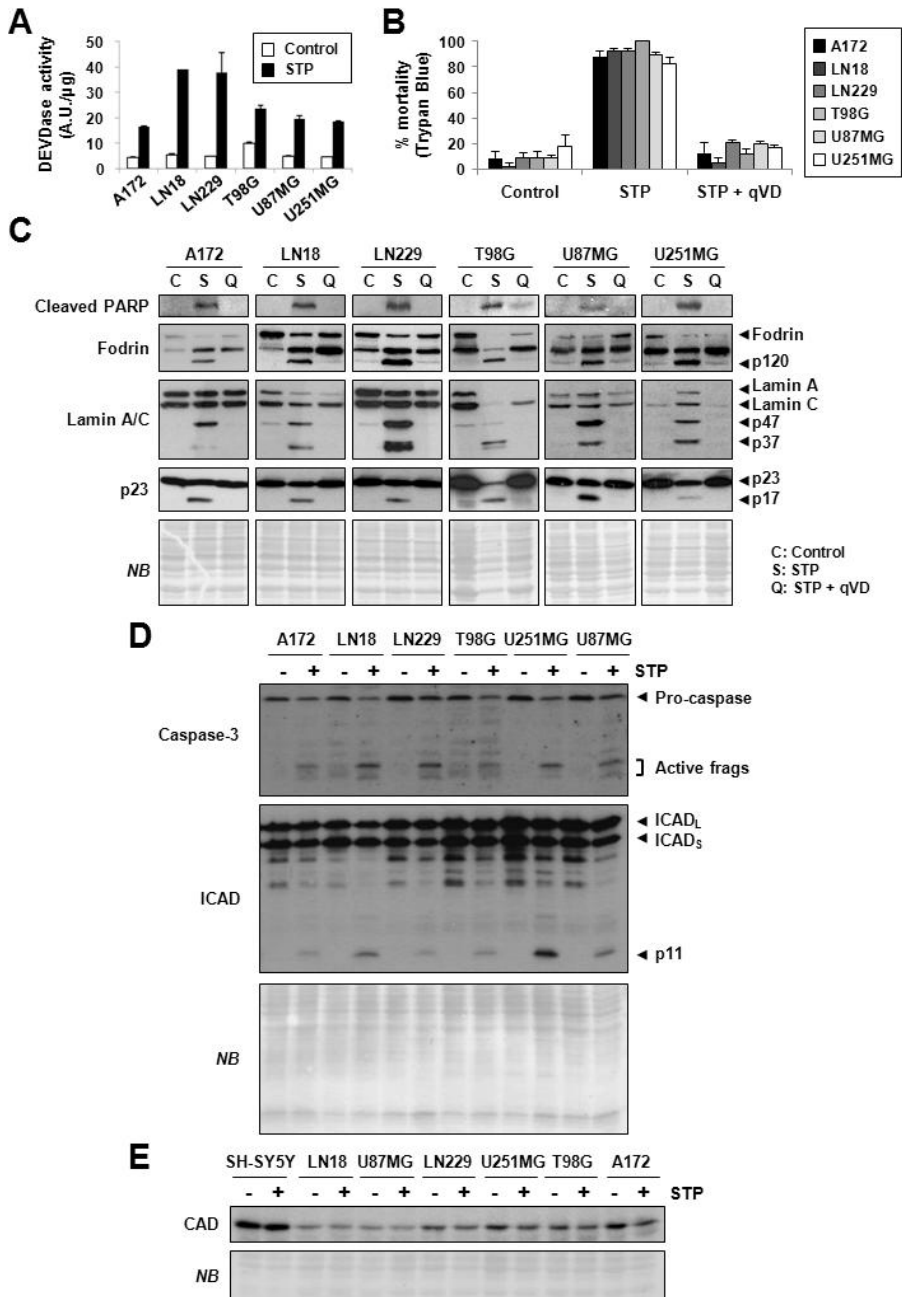 A
DEVDase activity
(A.U./µg)
50
40
30
20
10
0
Control
STP
A172
LN18
LN229
T98G
U87MG
U251MG
B
% mortality
(Trypan Blue)
100
80
60
40
20
0
Control
STP
STP + qVD
A172
LN18
LN229
T98G
U87MG
U251MG
C
A172 LN18 LN229 T98G U87MG U251MG
C S Q C S Q C S Q C S Q C S Q C S Q
Cleaved PARP
Fodrin
Fodrin
p120
Lamin A/C
Lamin A
Lamin C
p47
p37
p23
p23
p17
NB
C: Control
S: STP
Q: STP + qVD
D
A172 LN18 LN229 T98G U251MG U87MG
- + - + - + - + - + - + STP
Caspase-3
Pro-caspase
Active frags
ICAD
ICADL
ICADS
p11
NB
E
SH-SY5Y LN18 U87MG LN229 U251MG T98G A172
- + - + - + - + - + - + - + STP
CAD
NB